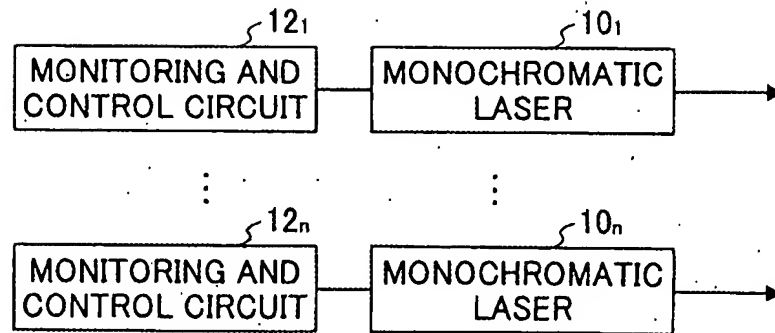 12₁
10₁
MONITORING AND
CONTROL CIRCUIT
MONOCHROMATIC
LASER
12ₙ
10ₙ
MONITORING AND
CONTROL CIRCUIT
MONOCHROMATIC
LASER